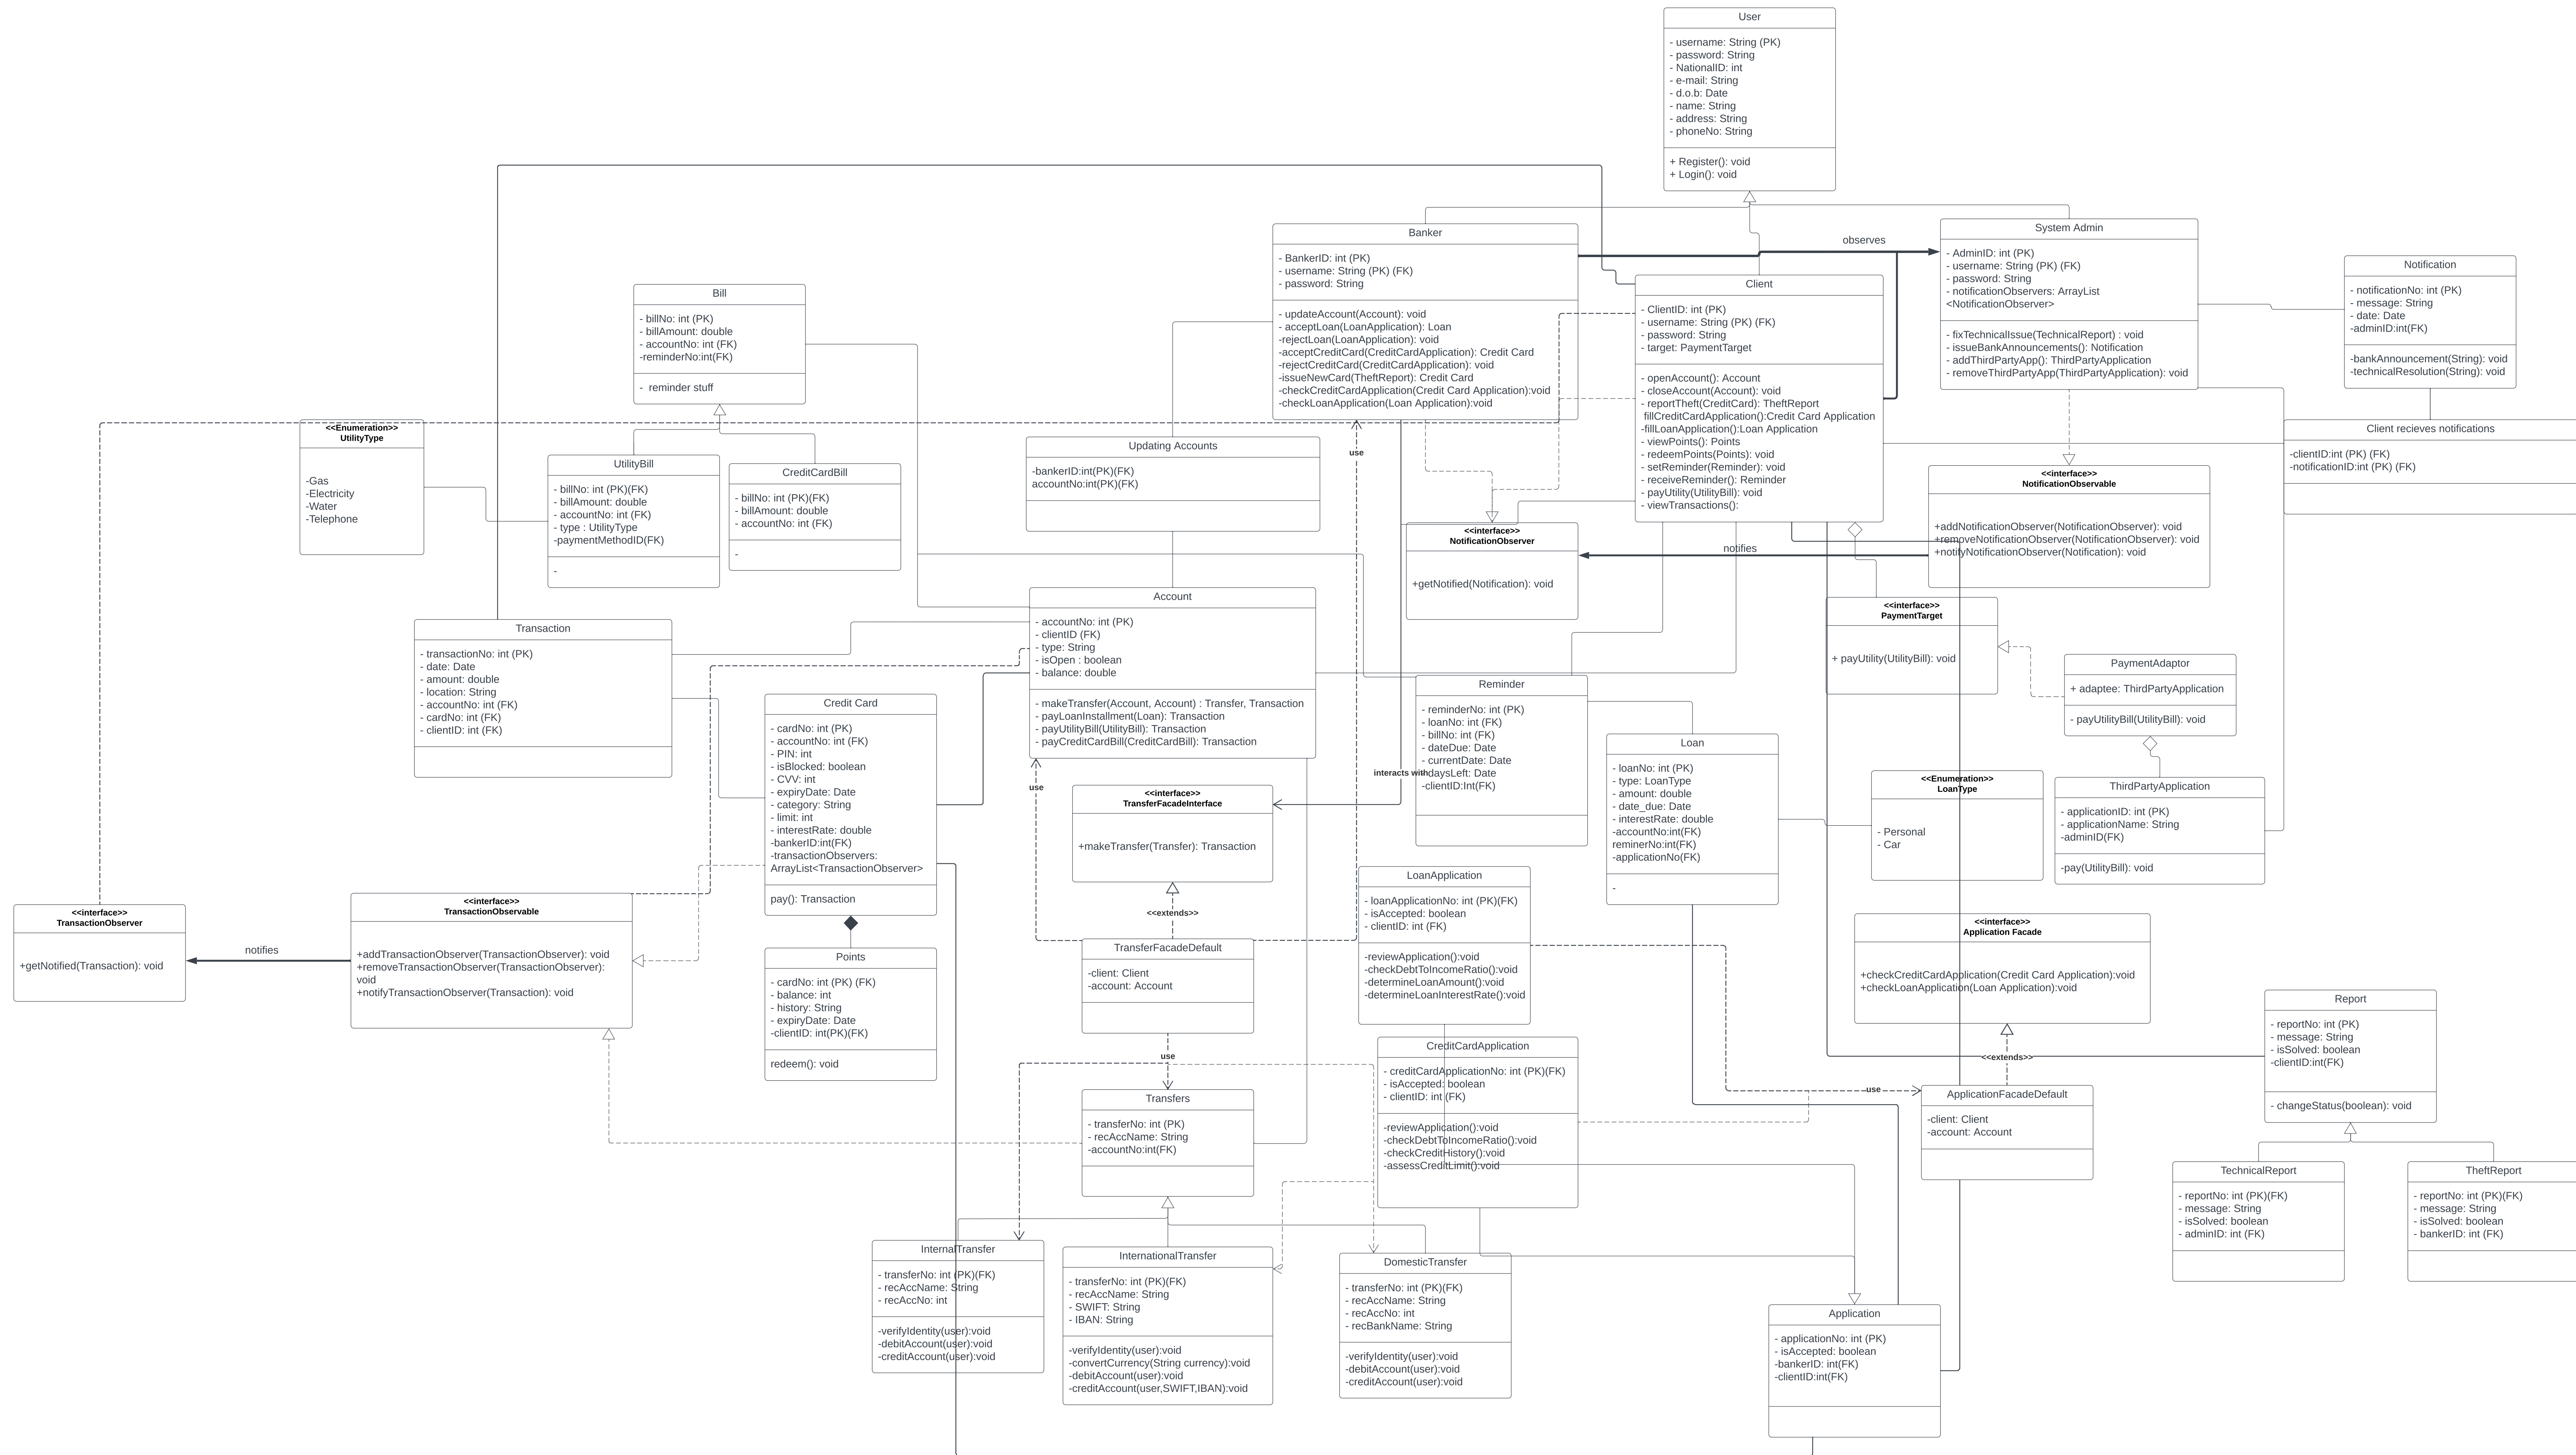 User
- username: String (PK)
- password: String
- NationalID: int
- e-mail: String
- d.o.b: Date
- name: String
- address: String
- phoneNo: String
+ Register(): void
+ Login(): void
Banker
- BankerID: int (PK)
- username: String (PK) (FK)
- password: String
- updateAccount(Account): void
- acceptLoan(LoanApplication): Loan
-rejectLoan(LoanApplication): void
-acceptCreditCard(CreditCardApplication): Credit Card
-rejectCreditCard(CreditCardApplication): void
-issueNewCard(TheftReport): Credit Card
-checkCreditCardApplication(Credit Card Application):void
-checkLoanApplication(Loan Application):void
observes
System Admin
- AdminID: int (PK)
- username: String (PK) (FK)
- password: String
- notificationObservers: ArrayList
<NotificationObserver>
- fixTechnicalIssue(TechnicalReport) : void
- issueBankAnnouncements(): Notification
- addThirdPartyApp(): ThirdPartyApplication
- removeThirdPartyApp(ThirdPartyApplication): void
Notification
- notificationNo: int (PK)
- message: String
- date: Date
-adminID:int(FK)
-bankAnnouncement(String): void
-technicalResolution(String): void
Client
- ClientID: int (PK)
- username: String (PK) (FK)
- password: String
- target: PaymentTarget
- openAccount(): Account
- closeAccount(Account): void
- reportTheft(CreditCard): TheftReport
fillCreditCardApplication():Credit Card Application
-fillLoanApplication():Loan Application
- viewPoints(): Points
- redeemPoints(Points): void
- setReminder(Reminder): void
- receiveReminder(): Reminder
- payUtility(UtilityBill): void
- viewTransactions():
Bill
- billNo: int (PK)
- billAmount: double
- accountNo: int (FK)
-reminderNo:int(FK)
- reminder stuff
<<Enumeration>>
UtilityType
-Gas
-Electricity
-Water
-Telephone
UtilityBill
- billNo: int (PK)(FK)
- billAmount: double
- accountNo: int (FK)
- type : UtilityType
-paymentMethodID(FK)
-
CreditCardBill
- billNo: int (PK)(FK)
- billAmount: double
- accountNo: int (FK)
-
Updating Accounts
-bankerID:int(PK)(FK)
accountNo:int(PK)(FK)
use
Client recieves notifications
-clientID:int (PK) (FK)
-notificationID:int (PK) (FK)
<<interface>>
NotificationObservable
+addNotificationObserver(NotificationObserver): void
+removeNotificationObserver(NotificationObserver): void
+notifyNotificationObserver(Notification): void
notifies
<<interface>>
NotificationObserver
+getNotified(Notification): void
Account
- accountNo: int (PK)
- clientID (FK)
- type: String
- isOpen : boolean
- balance: double
- makeTransfer(Account, Account) : Transfer, Transaction
- payLoanInstallment(Loan): Transaction
- payUtilityBill(UtilityBill): Transaction
- payCreditCardBill(CreditCardBill): Transaction
<<interface>>
PaymentTarget
+ payUtility(UtilityBill): void
PaymentAdaptor
+ adaptee: ThirdPartyApplication
- payUtilityBill(UtilityBill): void
Transaction
- transactionNo: int (PK)
- date: Date
- amount: double
- location: String
- accountNo: int (FK)
- cardNo: int (FK)
- clientID: int (FK)
Credit Card
- cardNo: int (PK)
- accountNo: int (FK)
- PIN: int
- isBlocked: boolean
- CVV: int
- expiryDate: Date
- category: String
- limit: int
- interestRate: double
-bankerID:int(FK)
-transactionObservers:
ArrayList<TransactionObserver>
pay(): Transaction
Reminder
- reminderNo: int (PK)
- loanNo: int (FK)
- billNo: int (FK)
- dateDue: Date
- currentDate: Date
- daysLeft: Date
-clientID:Int(FK)
interacts with
use
Loan
- loanNo: int (PK)
- type: LoanType
- amount: double
- date_due: Date
- interestRate: double
-accountNo:int(FK)
reminerNo:int(FK)
-applicationNo(FK)
-
<<Enumeration>>
LoanType
- Personal
- Car
ThirdPartyApplication
- applicationID: int (PK)
- applicationName: String
-adminID(FK)
-pay(UtilityBill): void
<<interface>>
TransferFacadeInterface
+makeTransfer(Transfer): Transaction
<<extends>>
LoanApplication
- loanApplicationNo: int (PK)(FK)
- isAccepted: boolean
- clientID: int (FK)
-reviewApplication():void
-checkDebtToIncomeRatio():void
-determineLoanAmount():void
-determineLoanInterestRate():void
<<interface>>
TransactionObserver
+getNotified(Transaction): void
notifies
<<interface>>
TransactionObservable
+addTransactionObserver(TransactionObserver): void
+removeTransactionObserver(TransactionObserver):
void
+notifyTransactionObserver(Transaction): void
Points
- cardNo: int (PK) (FK)
- balance: int
- history: String
- expiryDate: Date
-clientID: int(PK)(FK)
redeem(): void
TransferFacadeDefault
-client: Client
-account: Account
use
<<interface>>
Application Facade
+checkCreditCardApplication(Credit Card Application):void
+checkLoanApplication(Loan Application):void
<<extends>>
Report
- reportNo: int (PK)
- message: String
- isSolved: boolean
-clientID:int(FK)
- changeStatus(boolean): void
CreditCardApplication
- creditCardApplicationNo: int (PK)(FK)
- isAccepted: boolean
- clientID: int (FK)
-reviewApplication():void
-checkDebtToIncomeRatio():void
-checkCreditHistory():void
-assessCreditLimit():void
use
ApplicationFacadeDefault
-client: Client
-account: Account
Transfers
- transferNo: int (PK)
- recAccName: String
-accountNo:int(FK)
TechnicalReport
- reportNo: int (PK)(FK)
- message: String
- isSolved: boolean
- adminID: int (FK)
TheftReport
- reportNo: int (PK)(FK)
- message: String
- isSolved: boolean
- bankerID: int (FK)
InternalTransfer
- transferNo: int (PK)(FK)
- recAccName: String
- recAccNo: int
-verifyIdentity(user):void
-debitAccount(user):void
-creditAccount(user):void
InternationalTransfer
- transferNo: int (PK)(FK)
- recAccName: String
- SWIFT: String
- IBAN: String
-verifyIdentity(user):void
-convertCurrency(String currency):void
-debitAccount(user):void
-creditAccount(user,SWIFT,IBAN):void
DomesticTransfer
- transferNo: int (PK)(FK)
- recAccName: String
- recAccNo: int
- recBankName: String
-verifyIdentity(user):void
-debitAccount(user):void
-creditAccount(user):void
Application
- applicationNo: int (PK)
- isAccepted: boolean
-bankerID: int(FK)
-clientID:int(FK)